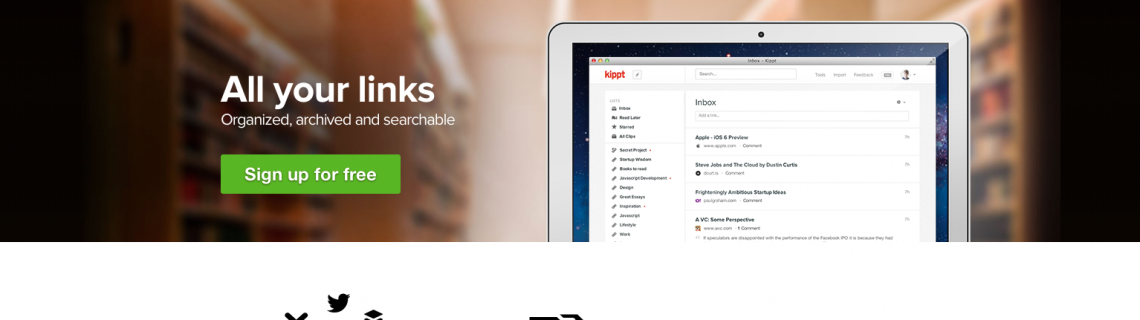 All your links
Organized, archived and searchable
Sign up for free
Inbox – Kippt
kippt
Search...
Tools
Import
Feedback
LISTS
Inbox
Read Later
Starred
All Clips
Secret Project
Startup Wisdom
Books to read
Javascript Development
Design
Great Essays
Inspiration
Javascript
Lifestyle
Work
Inbox
Add a link...
Apple - iOS 6 Preview
www.apple.com · Comment
Steve Jobs and The Cloud by Dustin Curtis
dcurt.is · Comment
Frighteningly Ambitious Startup Ideas
paulgraham.com · Comment
A VC: Some Perspective
www.avc.com · 1 Comment
If speculators are disappointed with the performance of the Facebook IPO it is because they had